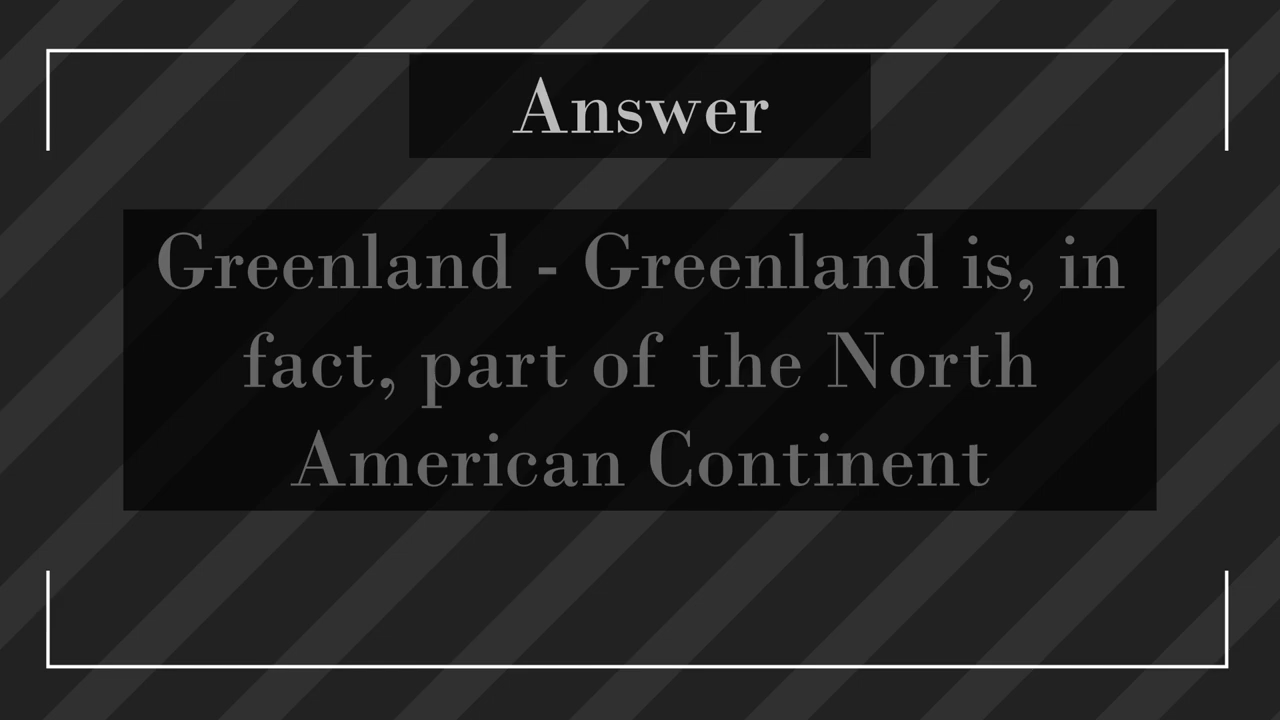 Answer
Greenland - Greenland is, in
fact, part of the North
American Continent